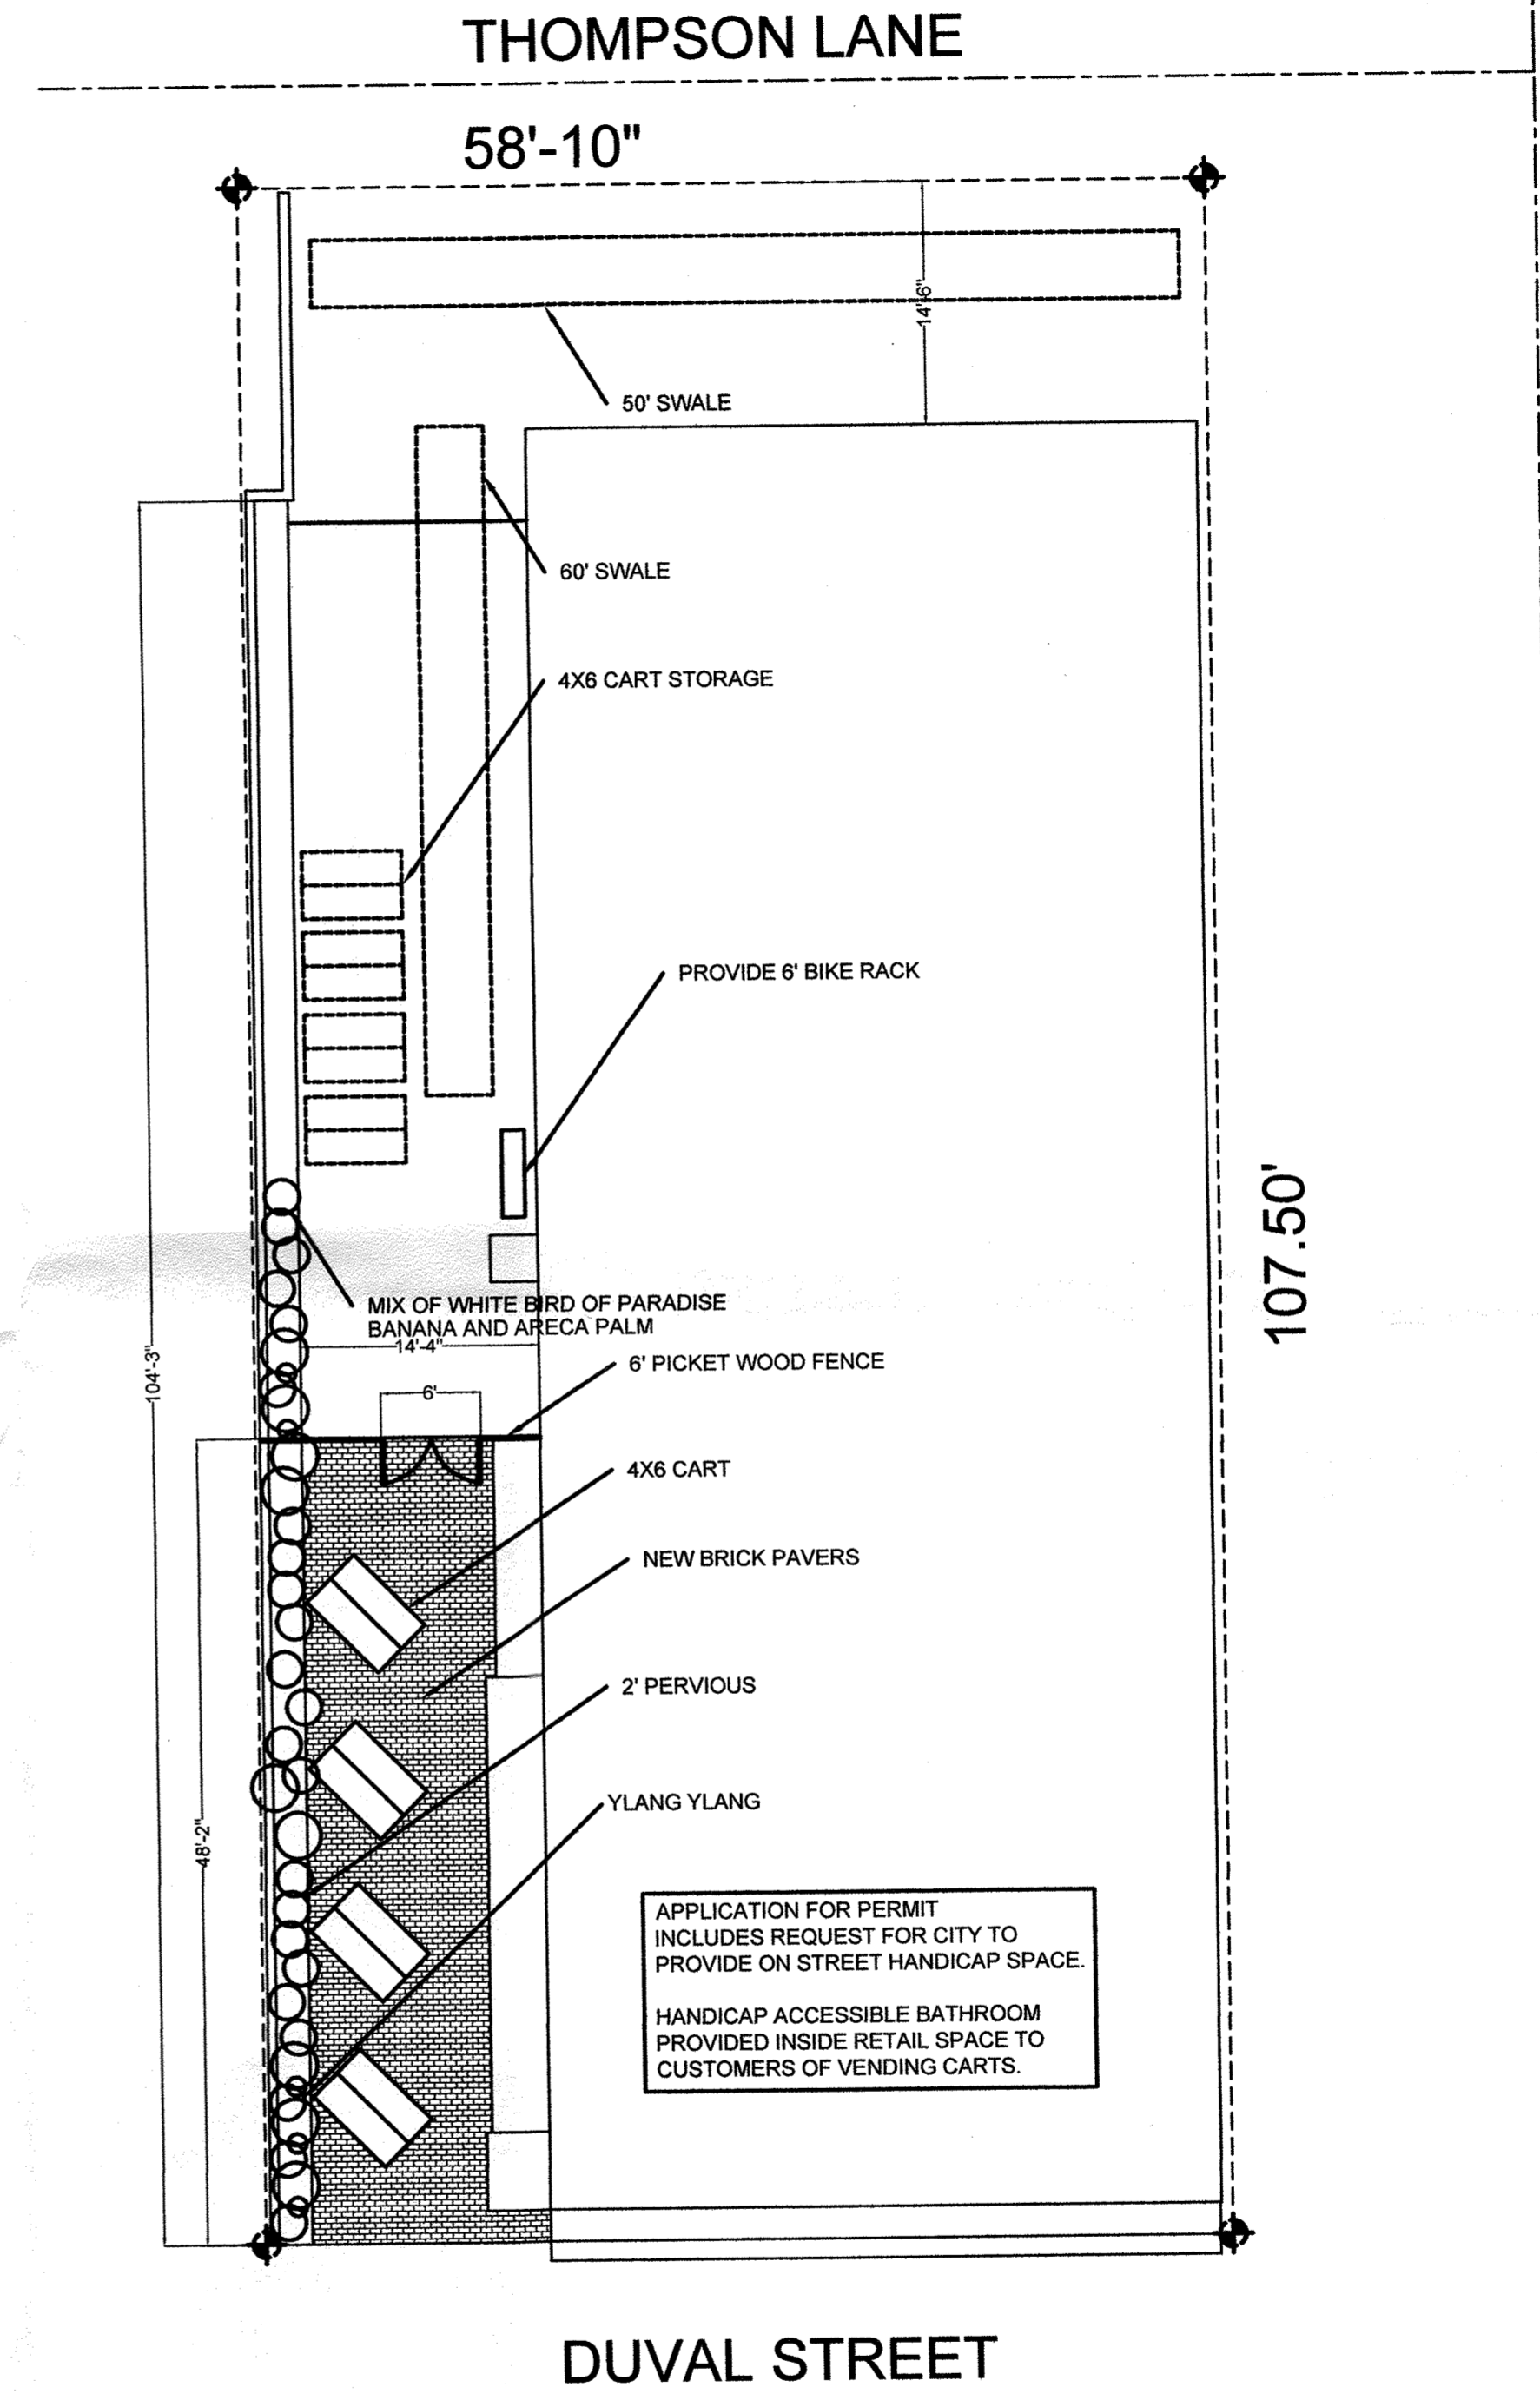 THOMPSON LANE
58'-10"
14'-6"
50' SWALE
60' SWALE
4X6 CART STORAGE
PROVIDE 6' BIKE RACK
107.50'
MIX OF WHITE BIRD OF PARADISE
BANANA AND ARECA PALM
14'-4"
104'-3"
6' PICKET WOOD FENCE
6'
4X6 CART
NEW BRICK PAVERS
2' PERVIOUS
YLANG YLANG
48'-2"
APPLICATION FOR PERMIT
INCLUDES REQUEST FOR CITY TO
PROVIDE ON STREET HANDICAP SPACE.
HANDICAP ACCESSIBLE BATHROOM
PROVIDED INSIDE RETAIL SPACE TO
CUSTOMERS OF VENDING CARTS.
DUVAL STREET